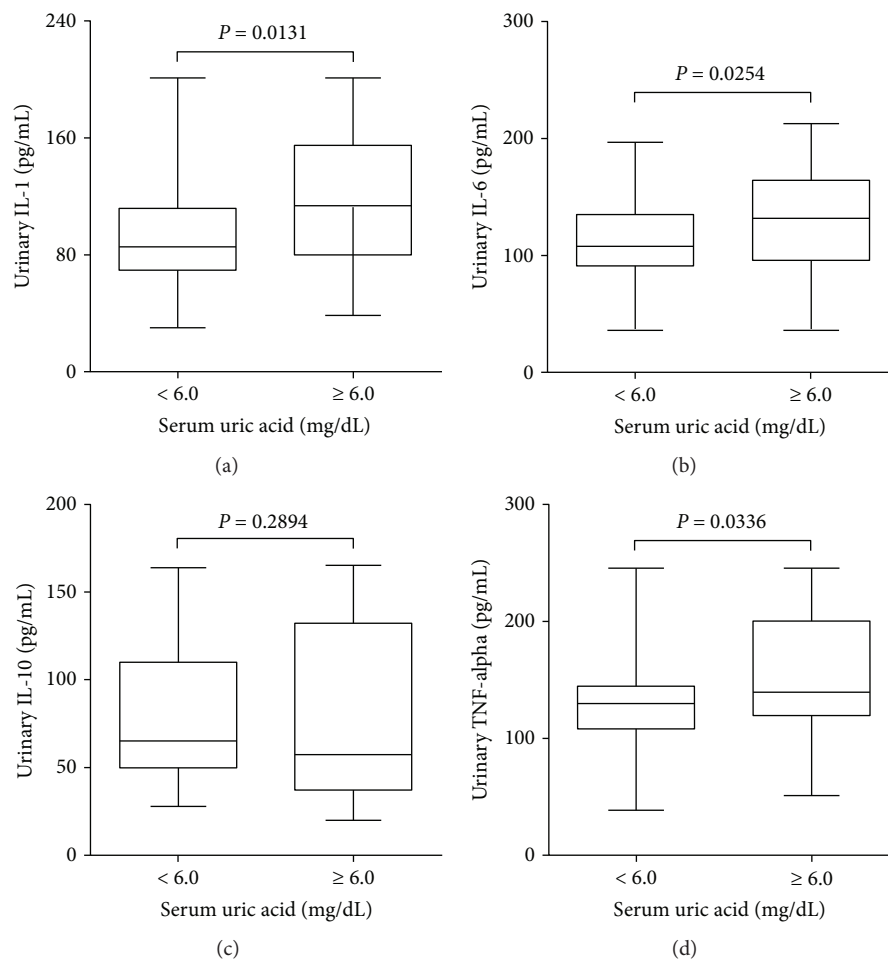 240
160
80
0
Urinary IL-1 (pg/mL)
P = 0.0131
< 6.0
≥ 6.0
Serum uric acid (mg/dL)
(a)
300
200
100
0
Urinary IL-6 (pg/mL)
P = 0.0254
< 6.0
≥ 6.0
Serum uric acid (mg/dL)
(b)
200
150
100
50
0
Urinary IL-10 (pg/mL)
P = 0.2894
< 6.0
≥ 6.0
Serum uric acid (mg/dL)
(c)
300
200
100
0
Urinary TNF-alpha (pg/mL)
P = 0.0336
< 6.0
≥ 6.0
Serum uric acid (mg/dL)
(d)